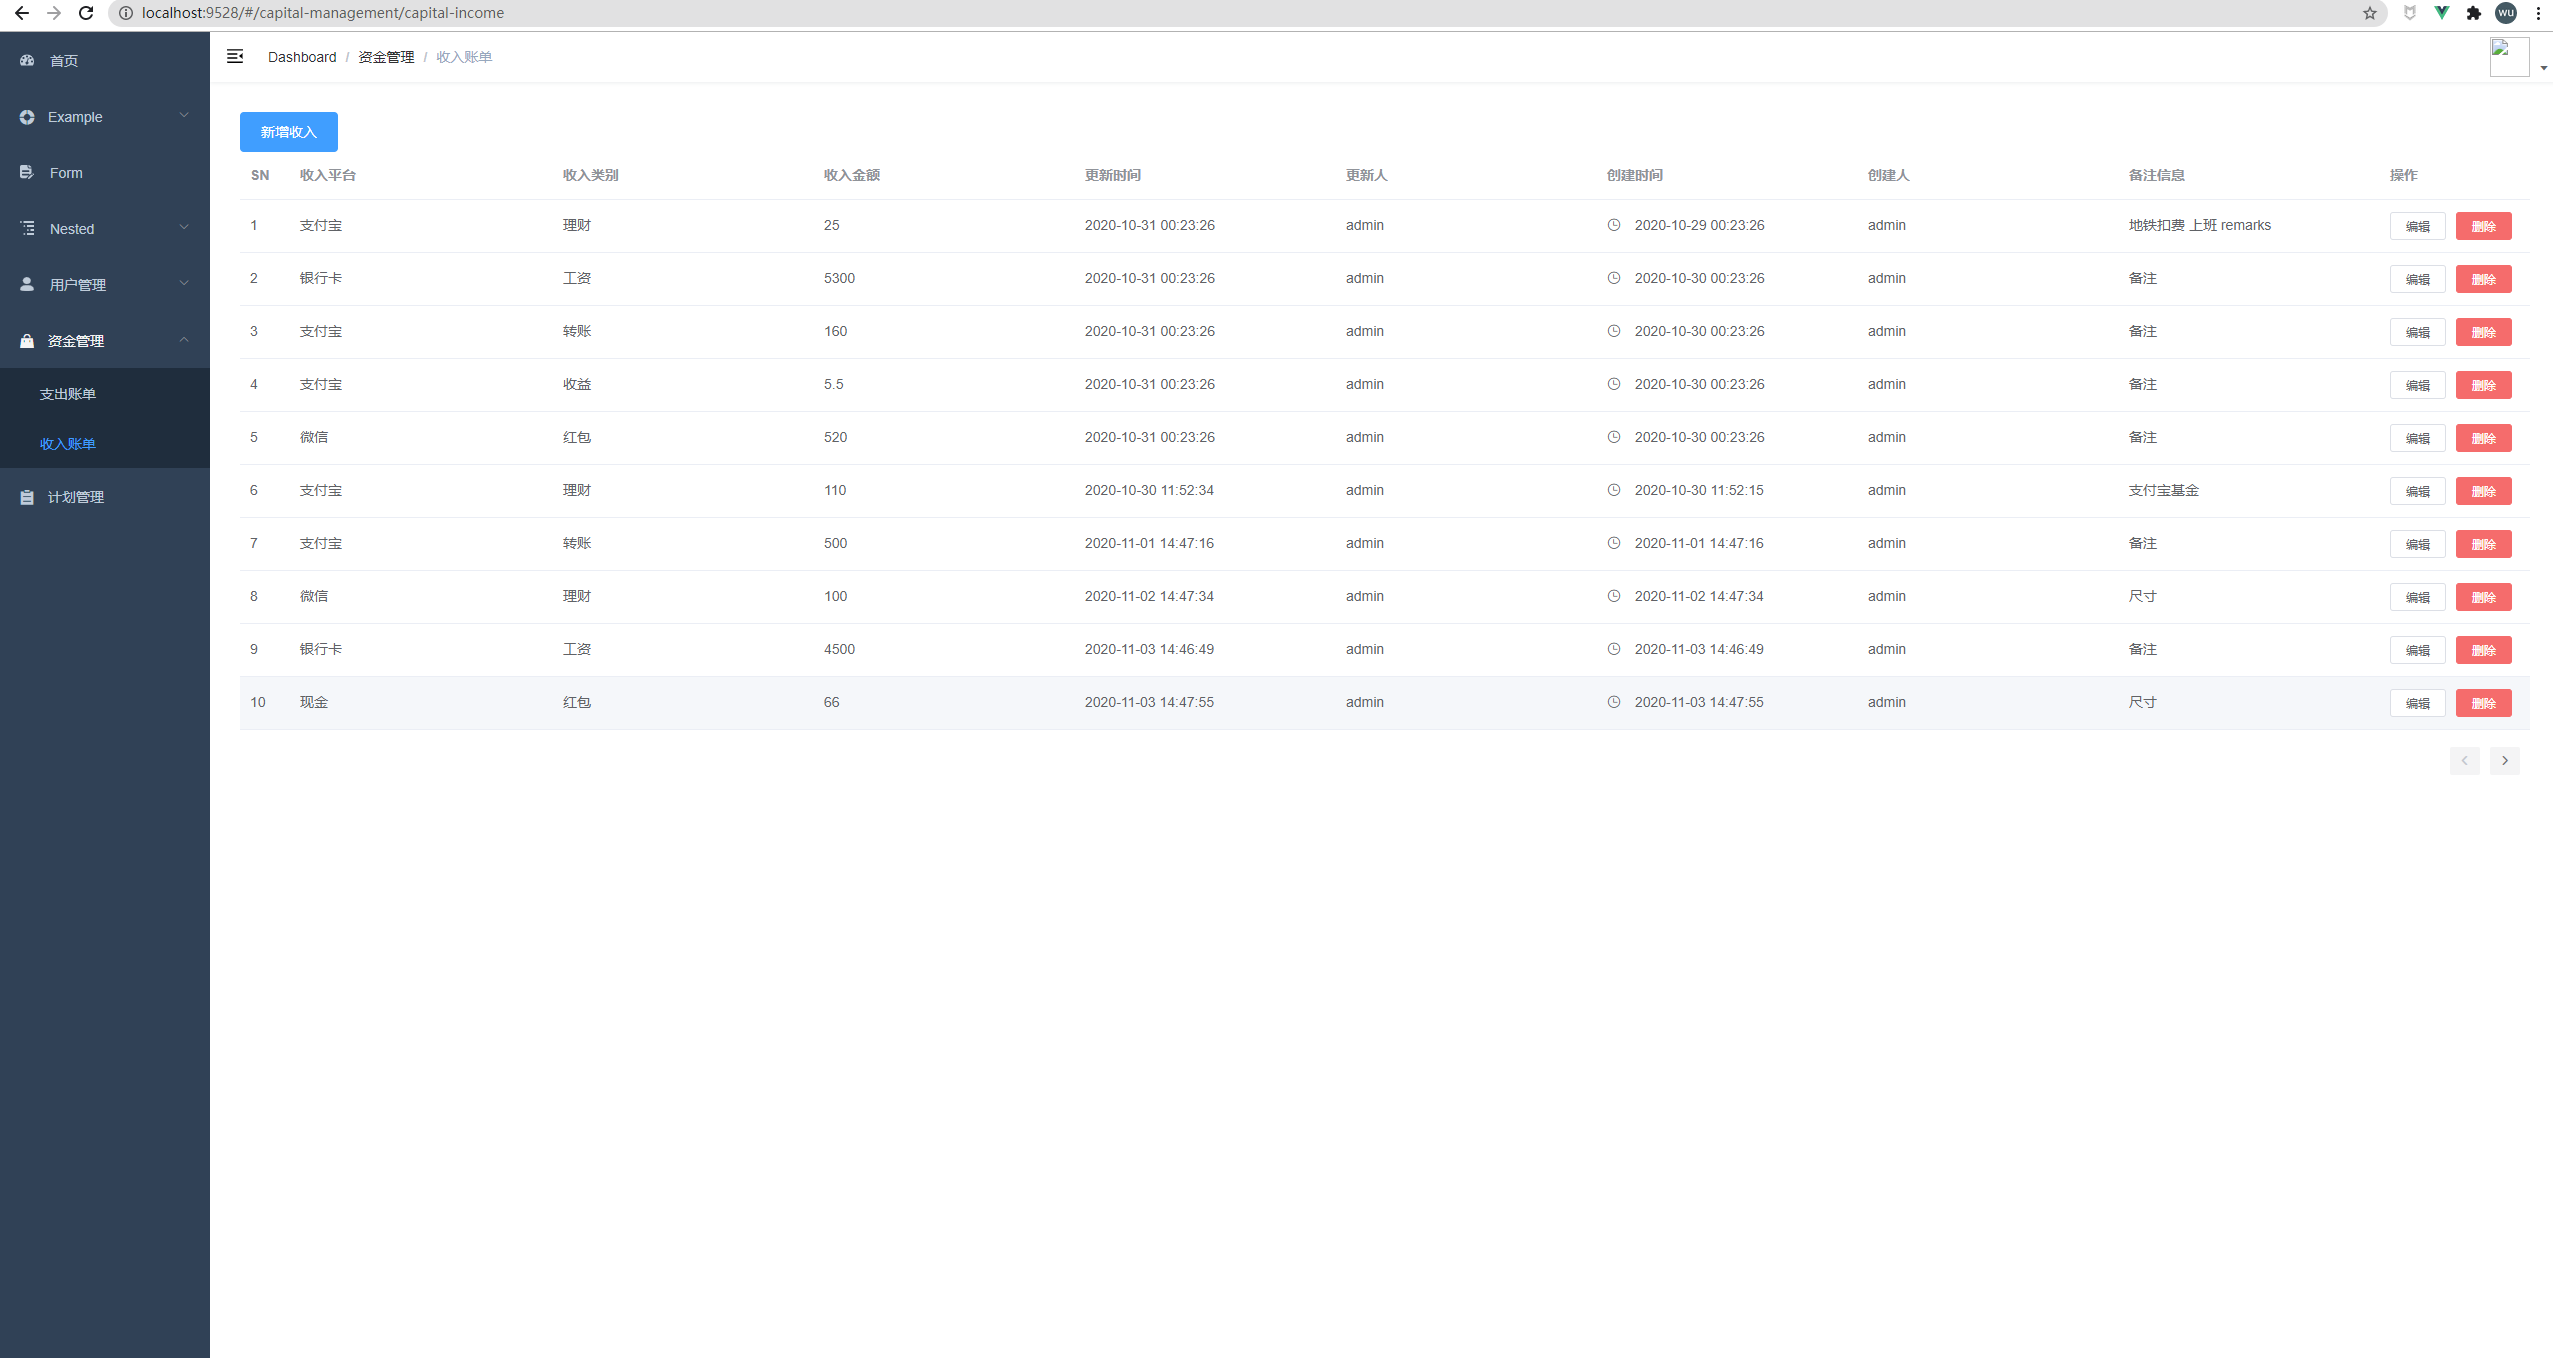 localhost:9528/#/capital-management/capital-income
wu
首页
Example
Form
Nested
用户管理
资金管理
支出账单
收入账单
计划管理
Dashboard / 资金管理 / 收入账单
新增收入
SN 收入平台 收入类别 收入金额 更新时间 更新人 创建时间 创建人 备注信息 操作
1 支付宝 理财 25 2020-10-31 00:23:26 admin 2020-10-29 00:23:26 admin 地铁扣费 上班 remarks 编辑 删除
2 银行卡 工资 5300 2020-10-31 00:23:26 admin 2020-10-30 00:23:26 admin 备注 编辑 删除
3 支付宝 转账 160 2020-10-31 00:23:26 admin 2020-10-30 00:23:26 admin 备注 编辑 删除
4 支付宝 收益 5.5 2020-10-31 00:23:26 admin 2020-10-30 00:23:26 admin 备注 编辑 删除
5 微信 红包 520 2020-10-31 00:23:26 admin 2020-10-30 00:23:26 admin 备注 编辑 删除
6 支付宝 理财 110 2020-10-30 11:52:34 admin 2020-10-30 11:52:15 admin 支付宝基金 编辑 删除
7 支付宝 转账 500 2020-11-01 14:47:16 admin 2020-11-01 14:47:16 admin 备注 编辑 删除
8 微信 理财 100 2020-11-02 14:47:34 admin 2020-11-02 14:47:34 admin 尺寸 编辑 删除
9 银行卡 工资 4500 2020-11-03 14:46:49 admin 2020-11-03 14:46:49 admin 备注 编辑 删除
10 现金 红包 66 2020-11-03 14:47:55 admin 2020-11-03 14:47:55 admin 尺寸 编辑 删除